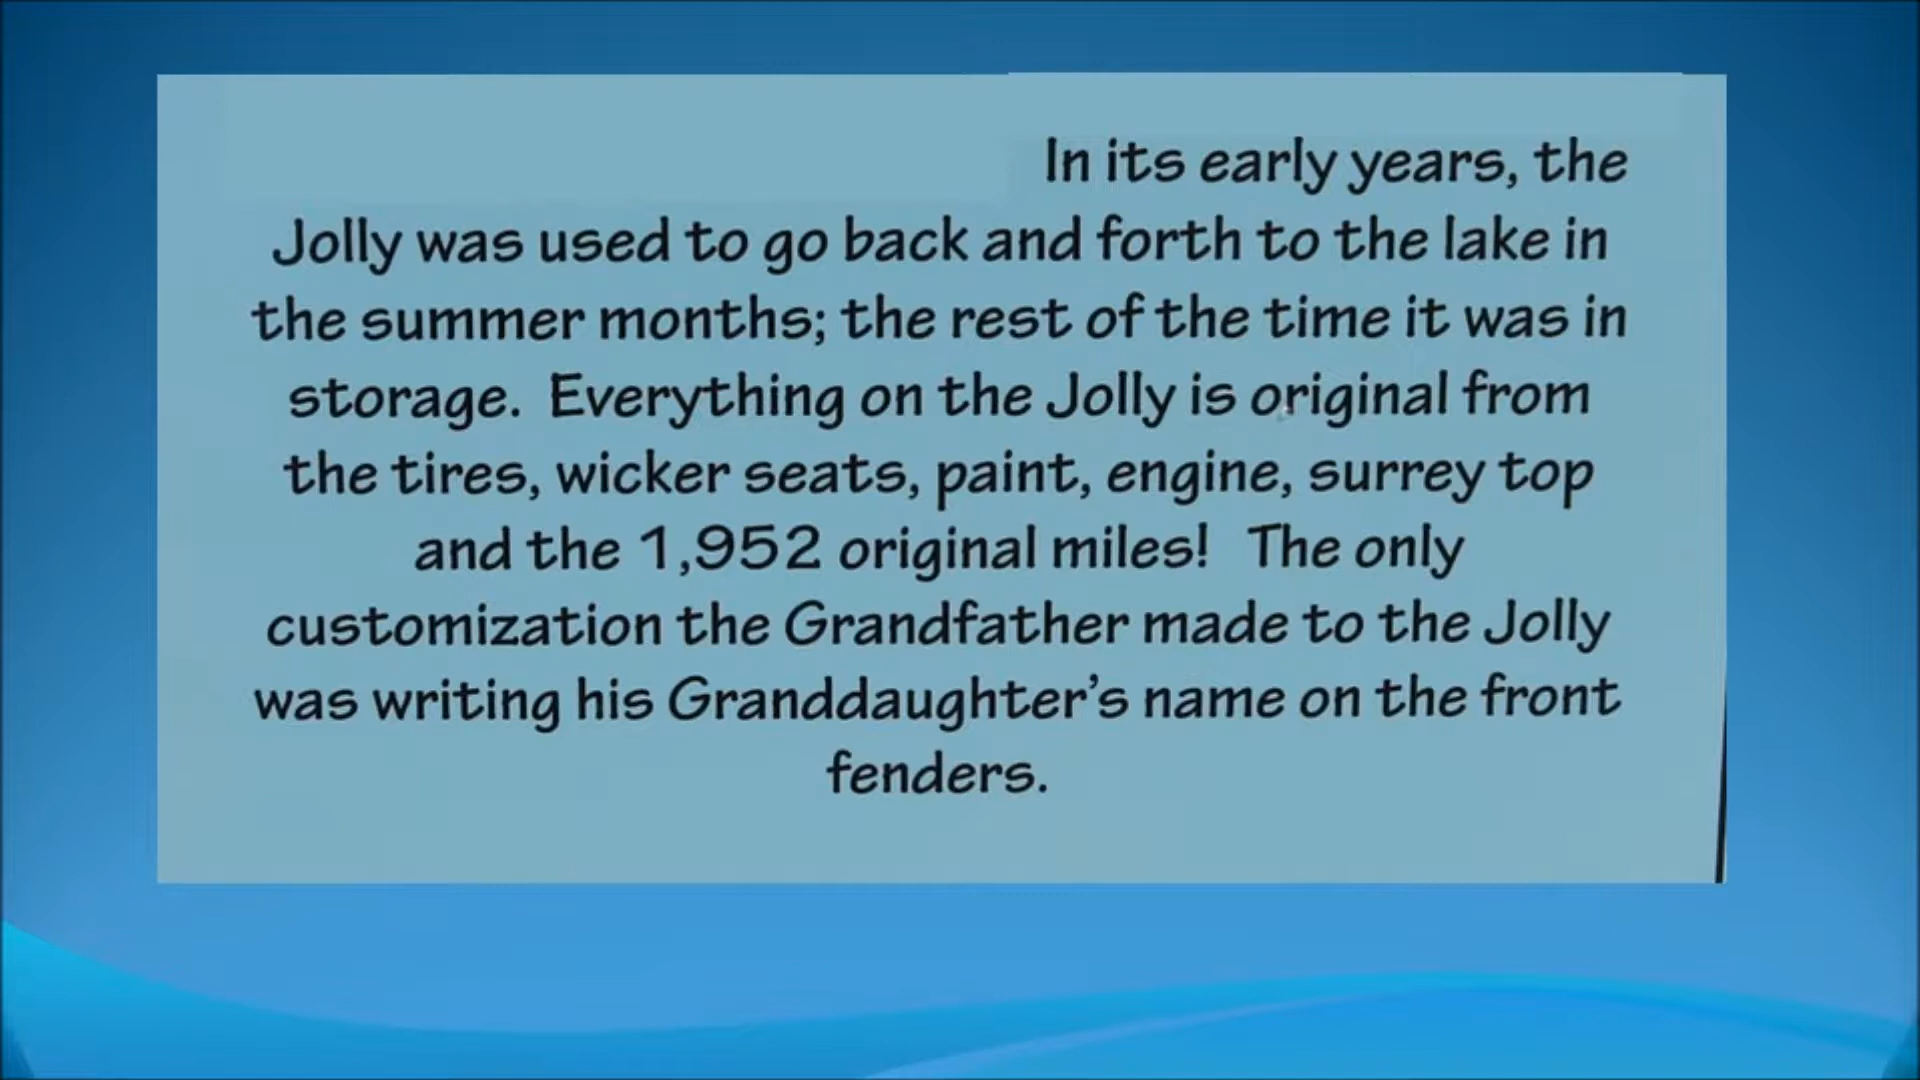 In its early years, the
Jolly was used to go back and forth to the lake in
the summer months; the rest of the time it was in
storage.  Everything on the Jolly is original from
the tires, wicker seats, paint, engine, surrey top
and the 1,952 original miles!  The only
customization the Grandfather made to the Jolly
was writing his Granddaughter's name on the front
fenders.